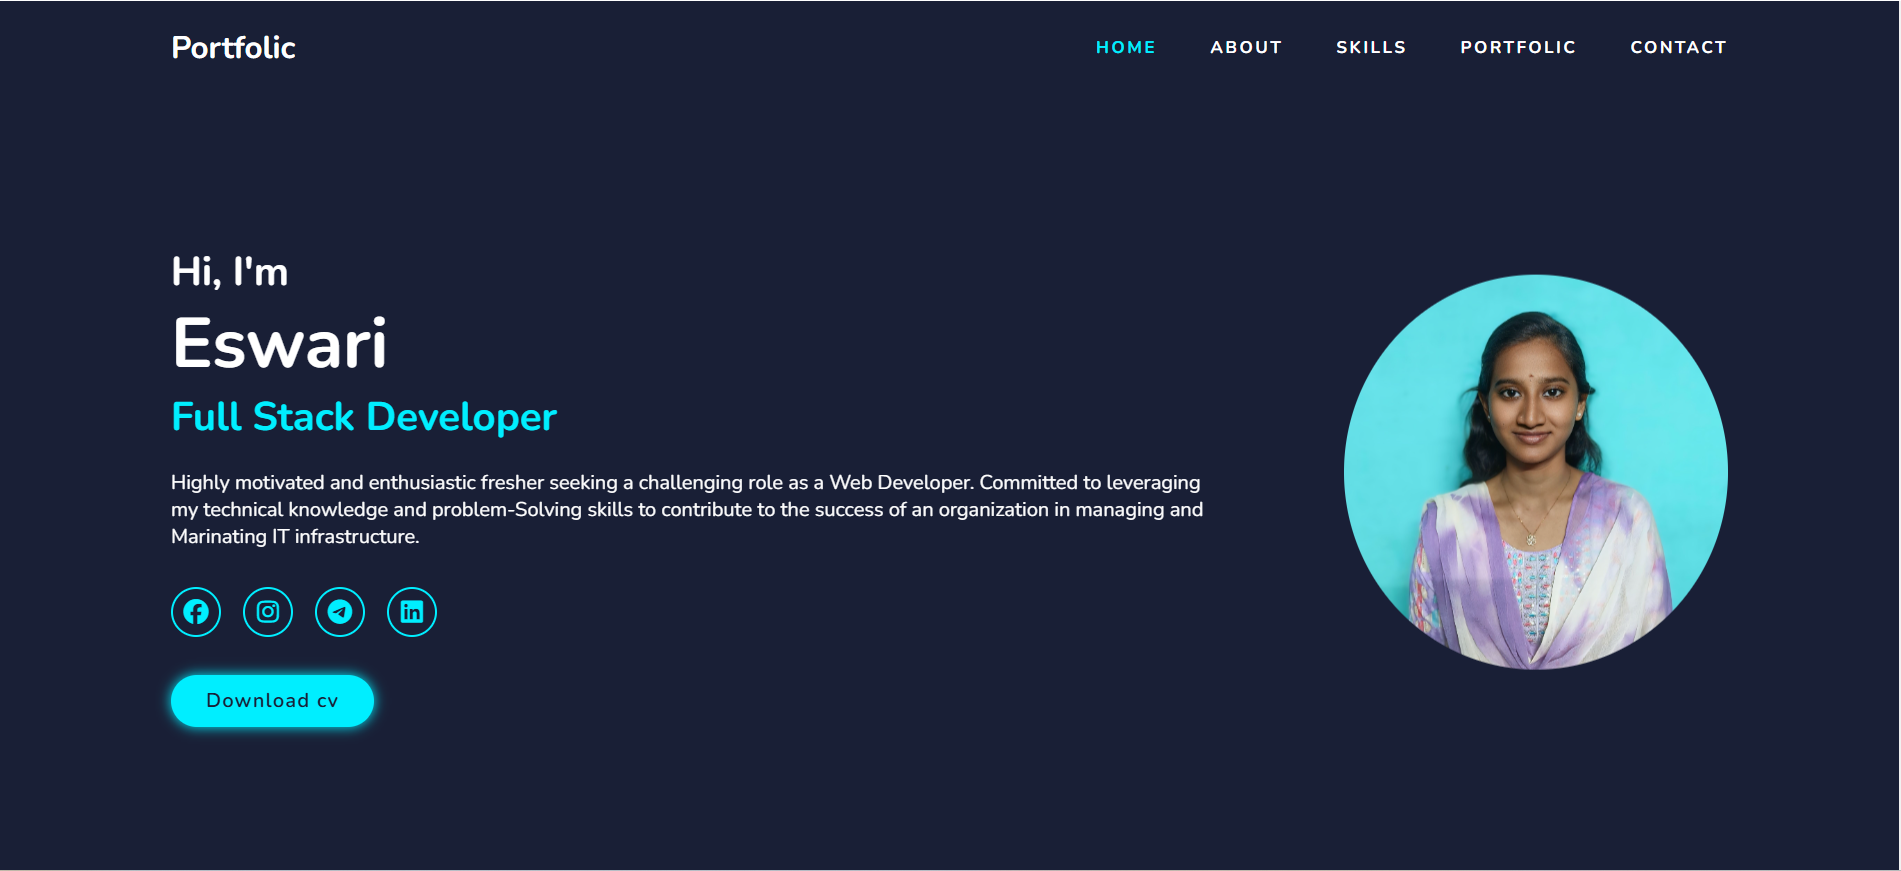 Portfolic
HOME ABOUT SKILLS PORTFOLIC CONTACT
Hi, I'm
Eswari
Full Stack Developer
Highly motivated and enthusiastic fresher seeking a challenging role as a Web Developer. Committed to leveraging
my technical knowledge and problem-Solving skills to contribute to the success of an organization in managing and
Marinating IT infrastructure.
Download cv